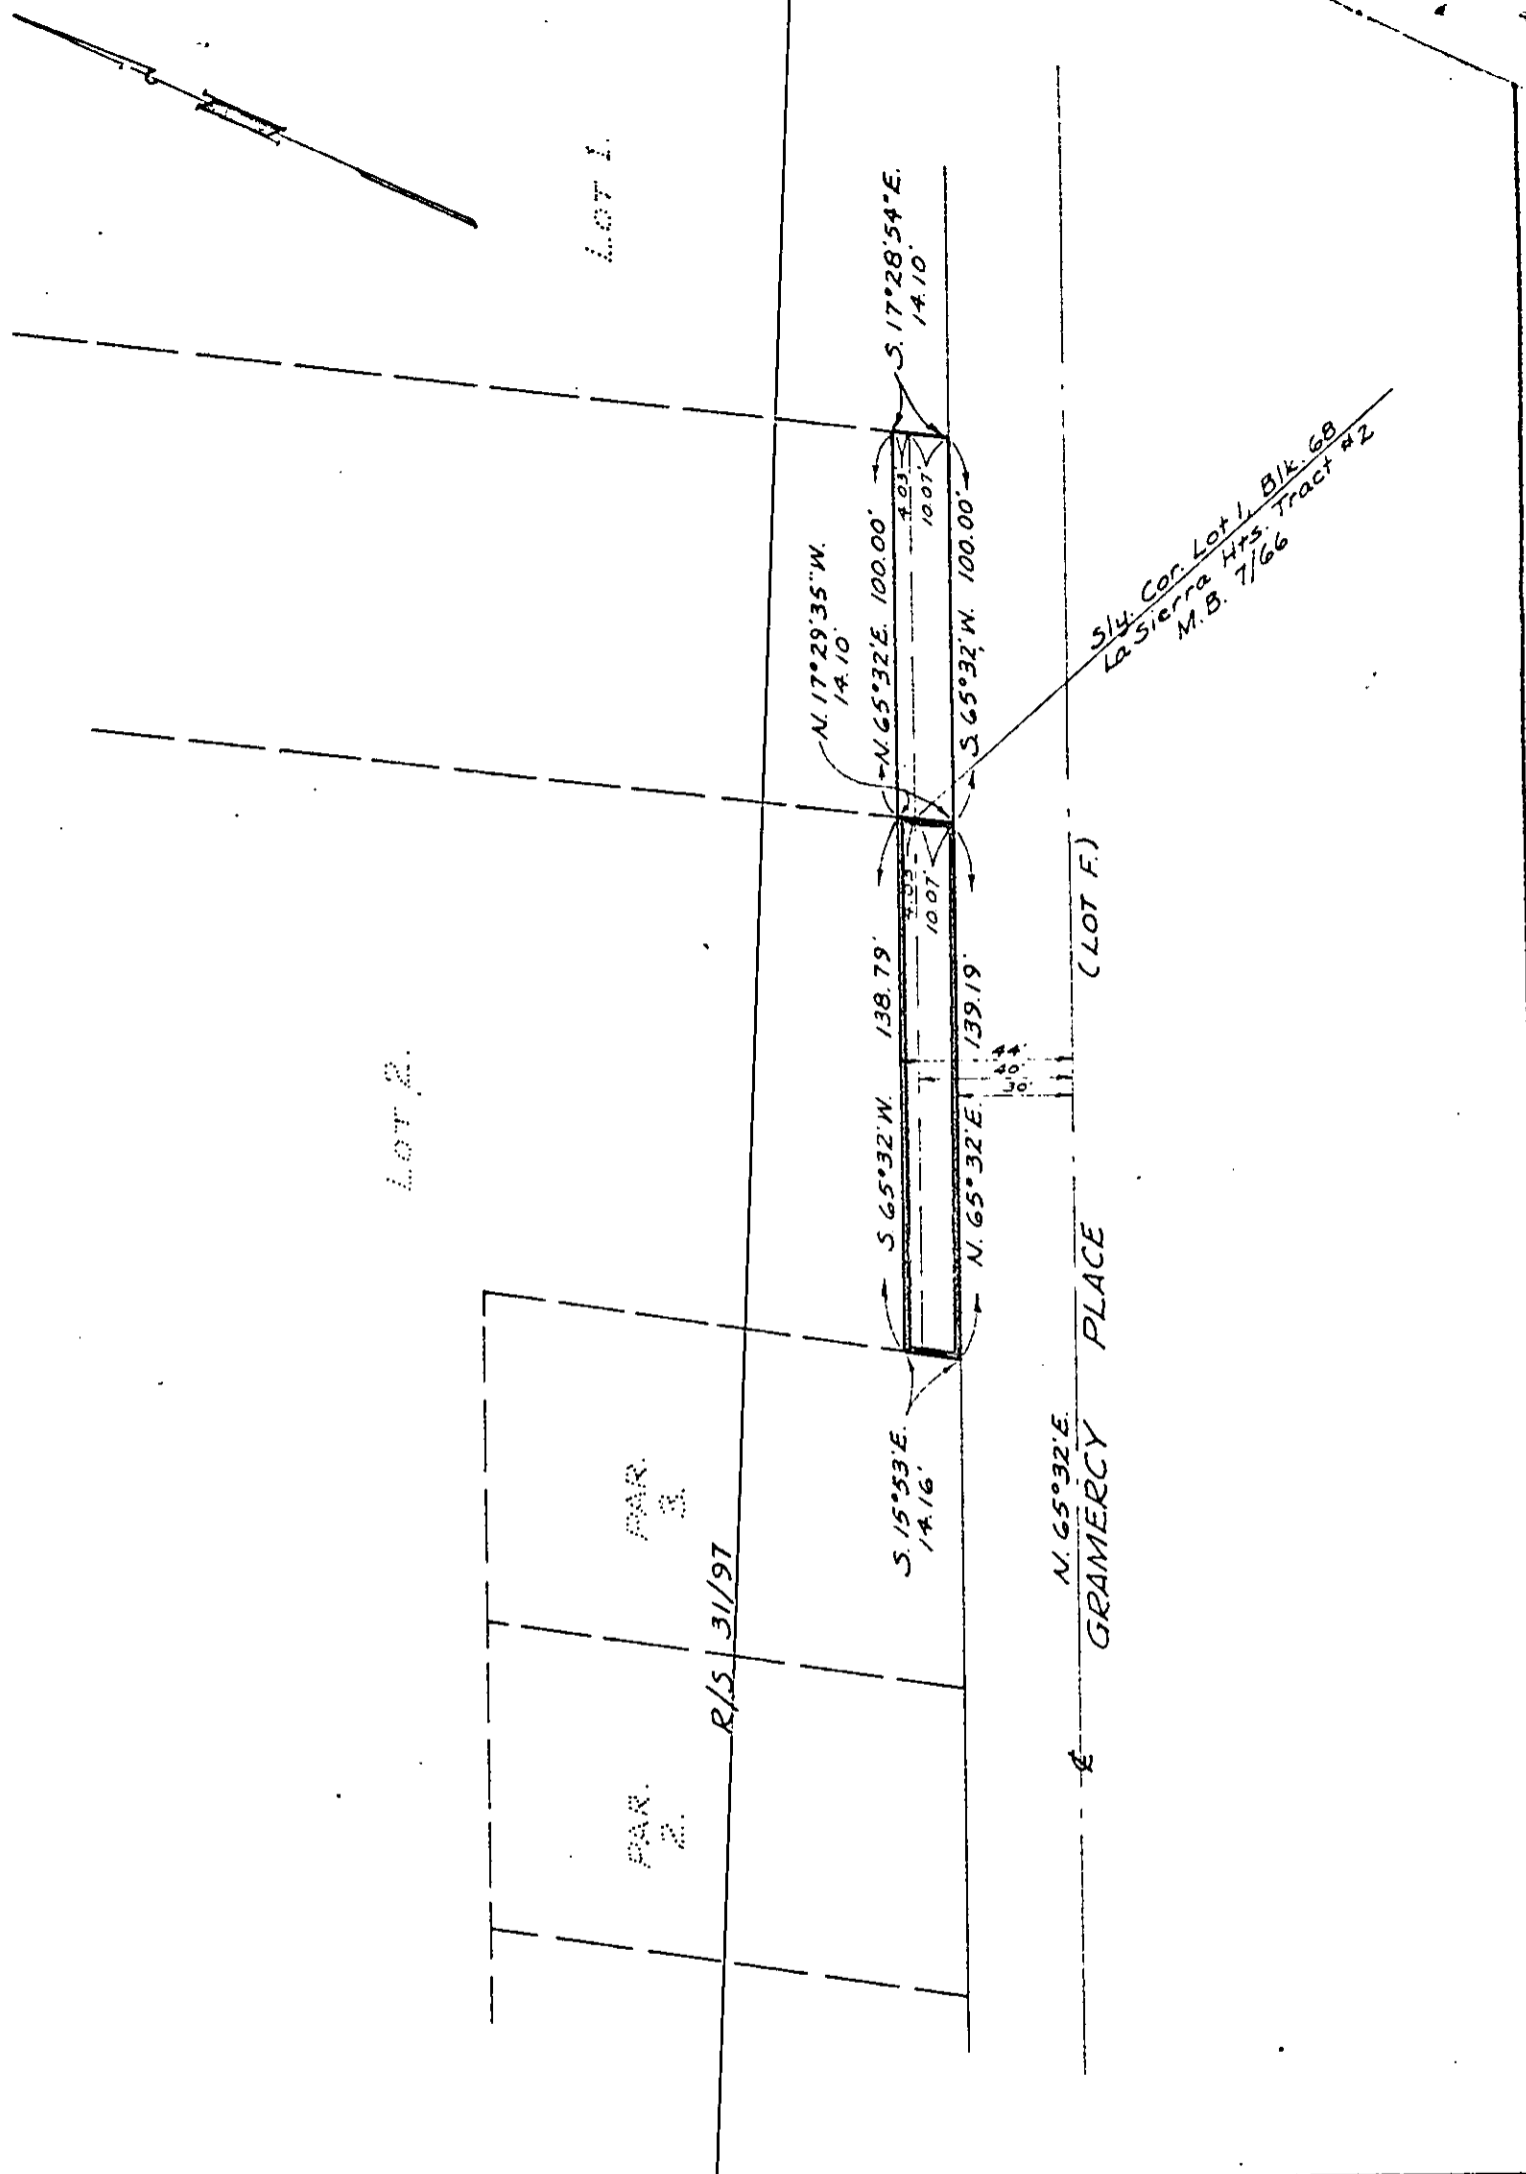 N
LOT 1.
LOT 2.
PAR.
3.
PAR.
2.
R/S 31/97
S. 17°28'54"E.
14.10'
N. 17°29'35"W.
14.10'
N. 65°32'E. 100.00'
4.03'
10.07'
S. 65°32'W. 100.00'
S. 65°32'W. 138.79'
4.03'
10.07'
N. 65°32'E. 139.19'
44'
40'
30'
S. 15°53'E.
14.16'
Sly. Cor. Lot 1, Blk. 68
La Sierra Hts. Tract #2
M.B. 7/66
(LOT F.)
N. 65°32'E.
GRAMERCY PLACE